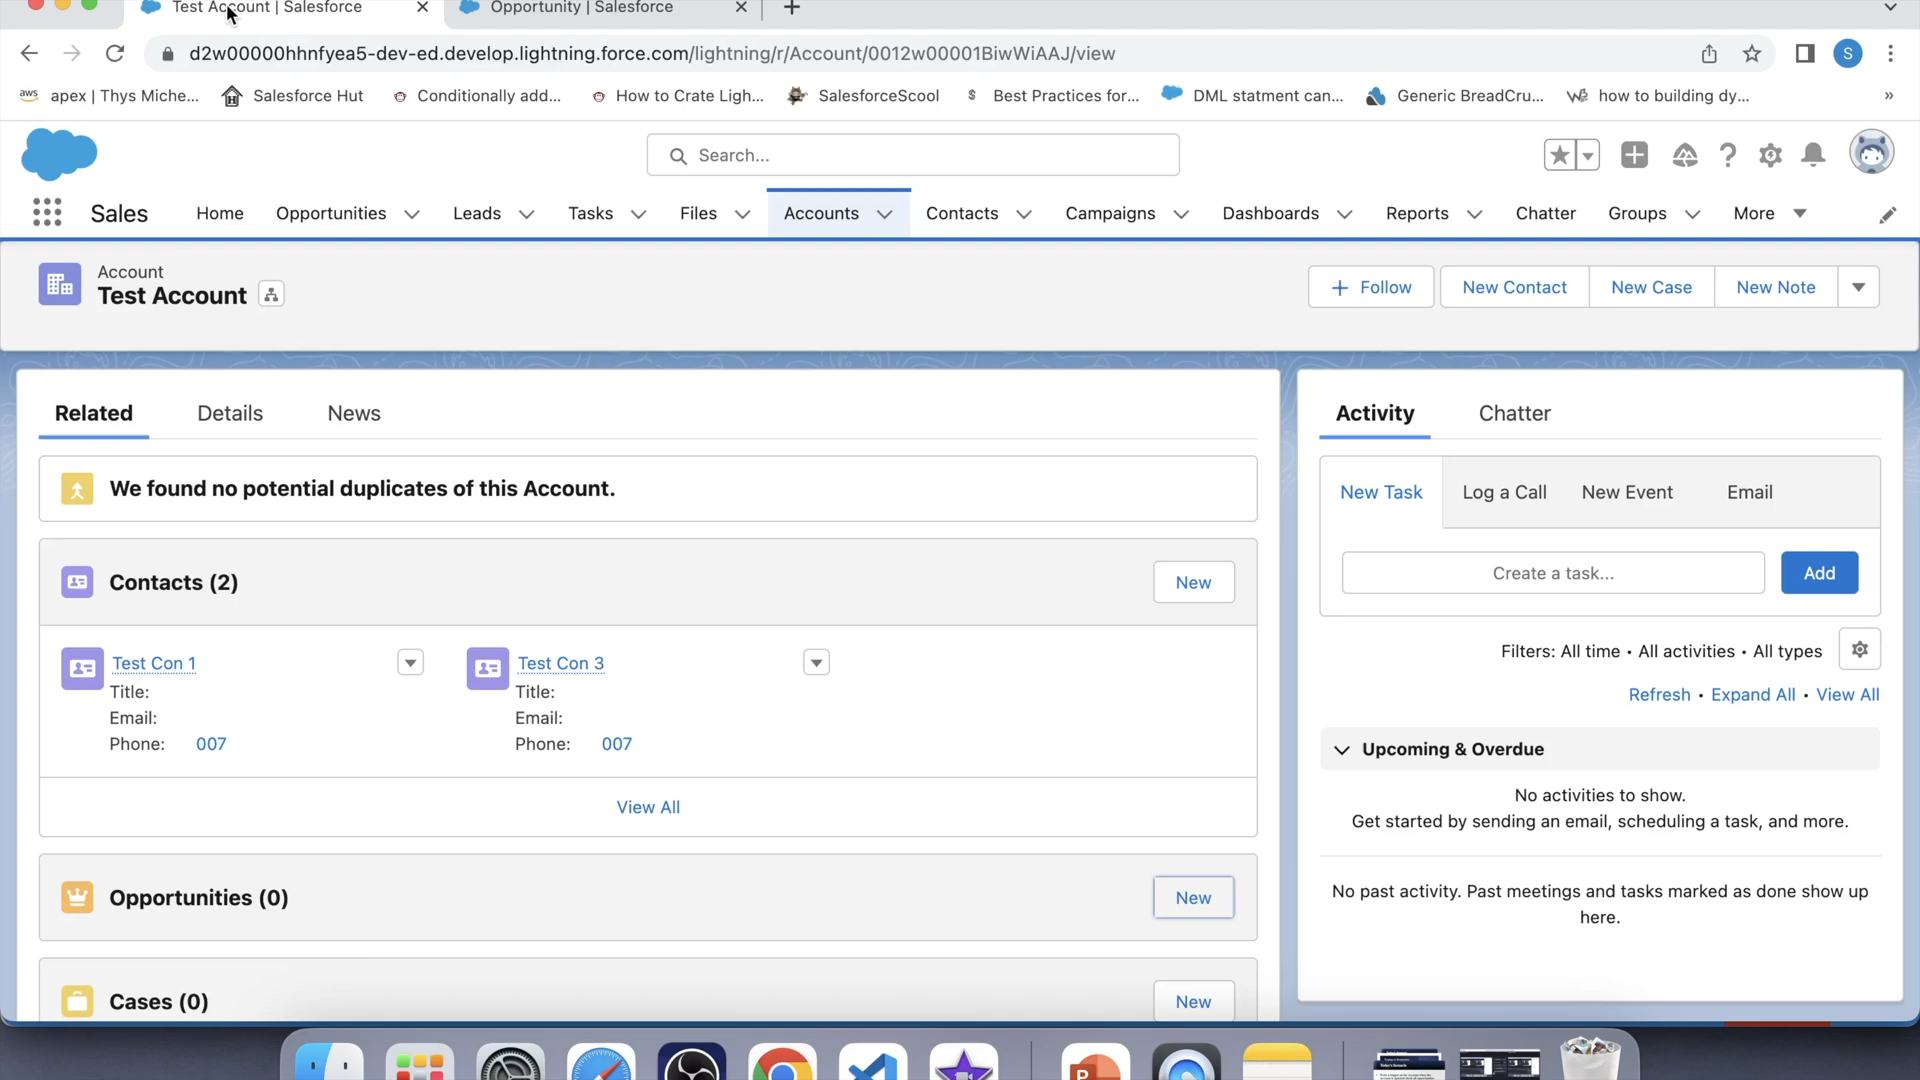 Test Account | Salesforce
Opportunity | Salesforce
d2w00000hhnfyea5-dev-ed.develop.lightning.force.com/lightning/r/Account/0012w00001BiwWiAAJ/view
S
aws apex | Thys Miche...
Salesforce Hut
Conditionally add...
How to Crate Ligh...
SalesforceScool
S Best Practices for...
DML statment can...
Generic BreadCru...
how to building dy...
»
Search...
Sales
Home
Opportunities
Leads
Tasks
Files
Accounts
Contacts
Campaigns
Dashboards
Reports
Chatter
Groups
More
Account
Test Account
+ Follow
New Contact
New Case
New Note
Related
Details
News
We found no potential duplicates of this Account.
Contacts (2)
New
Test Con 1
Title:
Email:
Phone: 007
Test Con 3
Title:
Email:
Phone: 007
View All
Opportunities (0)
New
Cases (0)
New
Activity
Chatter
New Task
Log a Call
New Event
Email
Create a task...
Add
Filters: All time • All activities • All types
Refresh • Expand All • View All
Upcoming & Overdue
No activities to show.
Get started by sending an email, scheduling a task, and more.
No past activity. Past meetings and tasks marked as done show up
here.
P